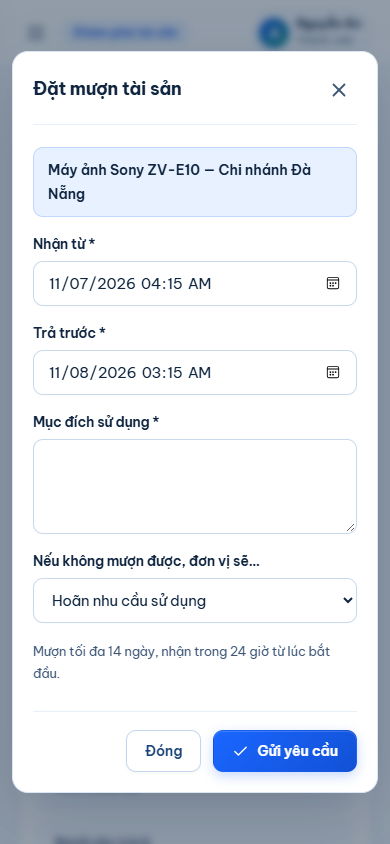 Đặt mượn tài sản
Máy ảnh Sony ZV-E10 — Chi nhánh Đà
Nẵng
Nhận từ *
11/07/2026 04:15 AM
Trả trước *
11/08/2026 03:15 AM
Mục đích sử dụng *
Nếu không mượn được, đơn vị sẽ...
Hoãn nhu cầu sử dụng
Mượn tối đa 14 ngày, nhận trong 24 giờ từ lúc bắt
đầu.
Đóng
Gửi yêu cầu